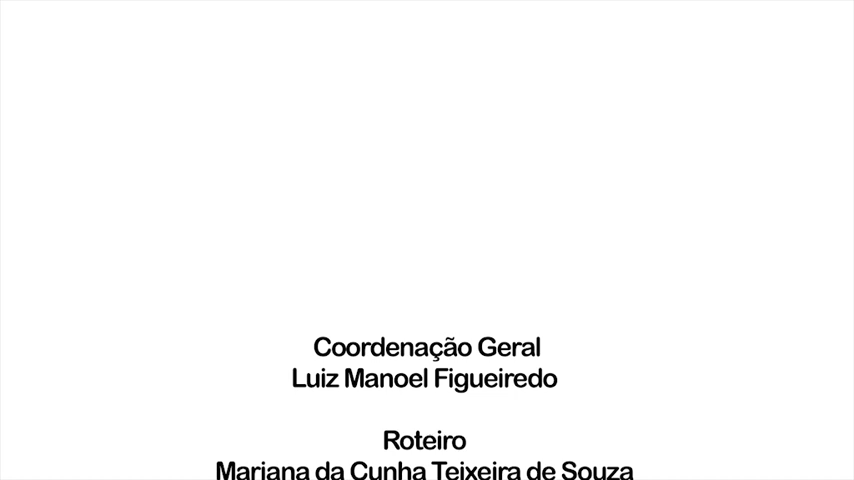 Coordenação Geral
Luiz Manoel Figueiredo
Roteiro
Mariana da Cunha Teixeira de Souza